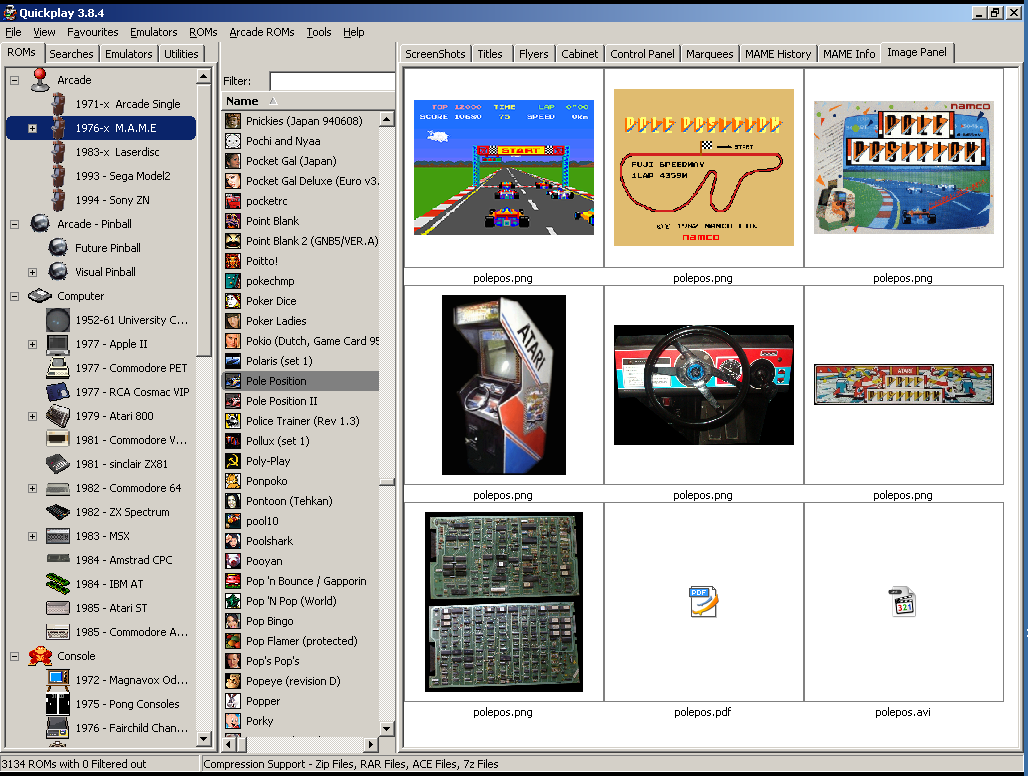 Quickplay 3.8.4
File View Favourites Emulators ROMs Arcade ROMs Tools Help
ROMs Searches Emulators Utilities
Arcade
1971-x Arcade Single
1976-x M.A.M.E
1983-x Laserdisc
1993 - Sega Model2
1994 - Sony ZN
Arcade - Pinball
Future Pinball
Visual Pinball
Computer
1952-61 University C...
1977 - Apple II
1977 - Commodore PET
1977 - RCA Cosmac VIP
1979 - Atari 800
1981 - Commodore V...
1981 - sinclair ZX81
1982 - Commodore 64
1982 - ZX Spectrum
1983 - MSX
1984 - Amstrad CPC
1984 - IBM AT
1985 - Atari ST
1985 - Commodore A...
Console
1972 - Magnavox Od...
1975 - Pong Consoles
1976 - Fairchild Chan...
Filter:
Name
Pnickies (Japan 940608)
Pochi and Nyaa
Pocket Gal (Japan)
Pocket Gal Deluxe (Euro v3.
pocketrc
Point Blank
Point Blank 2 (GNB5/VER.A)
Poitto!
pokechmp
Poker Dice
Poker Ladies
Pokio (Dutch, Game Card 95
Polaris (set 1)
Pole Position
Pole Position II
Police Trainer (Rev 1.3)
Pollux (set 1)
Poly-Play
Ponpoko
Pontoon (Tehkan)
pool10
Poolshark
Pooyan
Pop 'n Bounce / Gapporin
Pop 'N Pop (World)
Pop Bingo
Pop Flamer (protected)
Pop's Pop's
Popeye (revision D)
Popper
Porky
ScreenShots Titles Flyers Cabinet Control Panel Marquees MAME History MAME Info Image Panel
TOP 12000 TIME LAP 0"00
SCORE 10680 75 SPEED 0Km
START
POLE POSITION
START
FUJI SPEEDWAY
1LAP 4359M
1982 NAMCO LTD
namco
namco
POLE
POSITION
polepos.png polepos.png polepos.png
ATARI
ATARI
POLE
POSITION
polepos.png polepos.png polepos.png
PDF
321
polepos.png polepos.pdf polepos.avi
3134 ROMs with 0 Filtered out
Compression Support - Zip Files, RAR Files, ACE Files, 7z Files